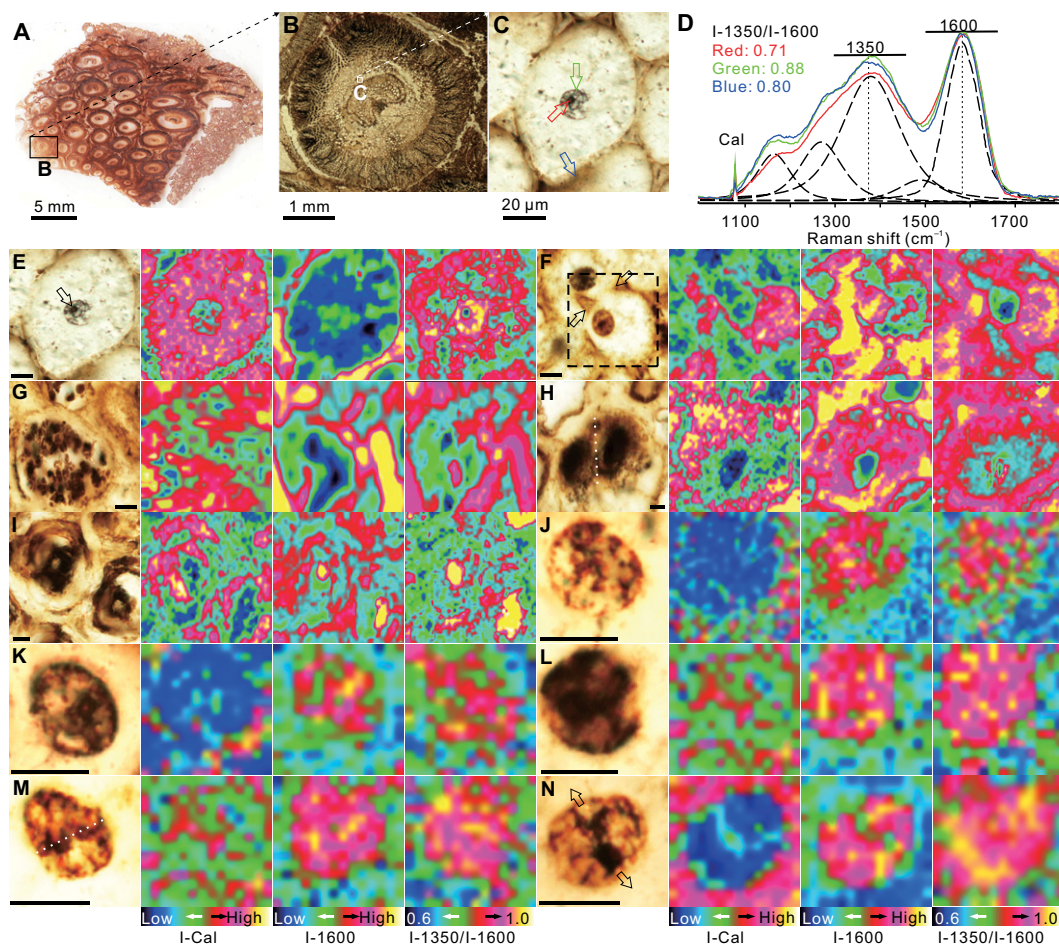 A
B
5 mm
B
C
1 mm
C
20 µm
D
I-1350/I-1600
Red: 0.71
Green: 0.88
Blue: 0.80
1350
1600
Cal
1100
1300
1500
1700
Raman shift (cm⁻¹)
E
F
G
H
I
J
K
L
M
N
Low High
I-Cal
Low High
I-1600
0.6 1.0
I-1350/I-1600
Low High
I-Cal
Low High
I-1600
0.6 1.0
I-1350/I-1600